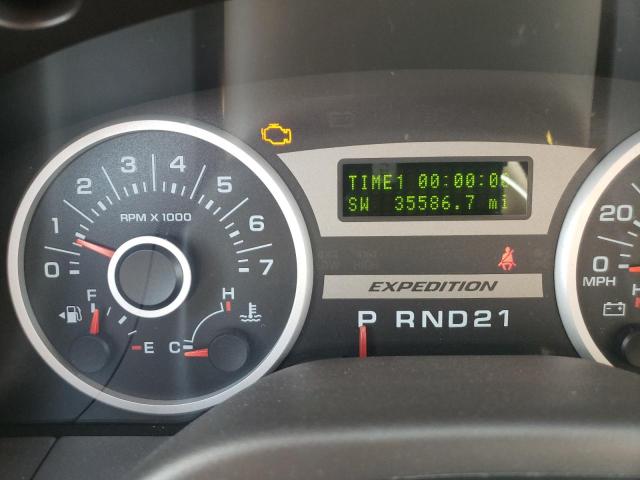 TIME1 00:00:06
SW 35586.7 mi
0 1 2 3 4 5 6 7
RPM X 1000
F
E
H
C
EXPEDITION
P RND21
20
0
MPH
H